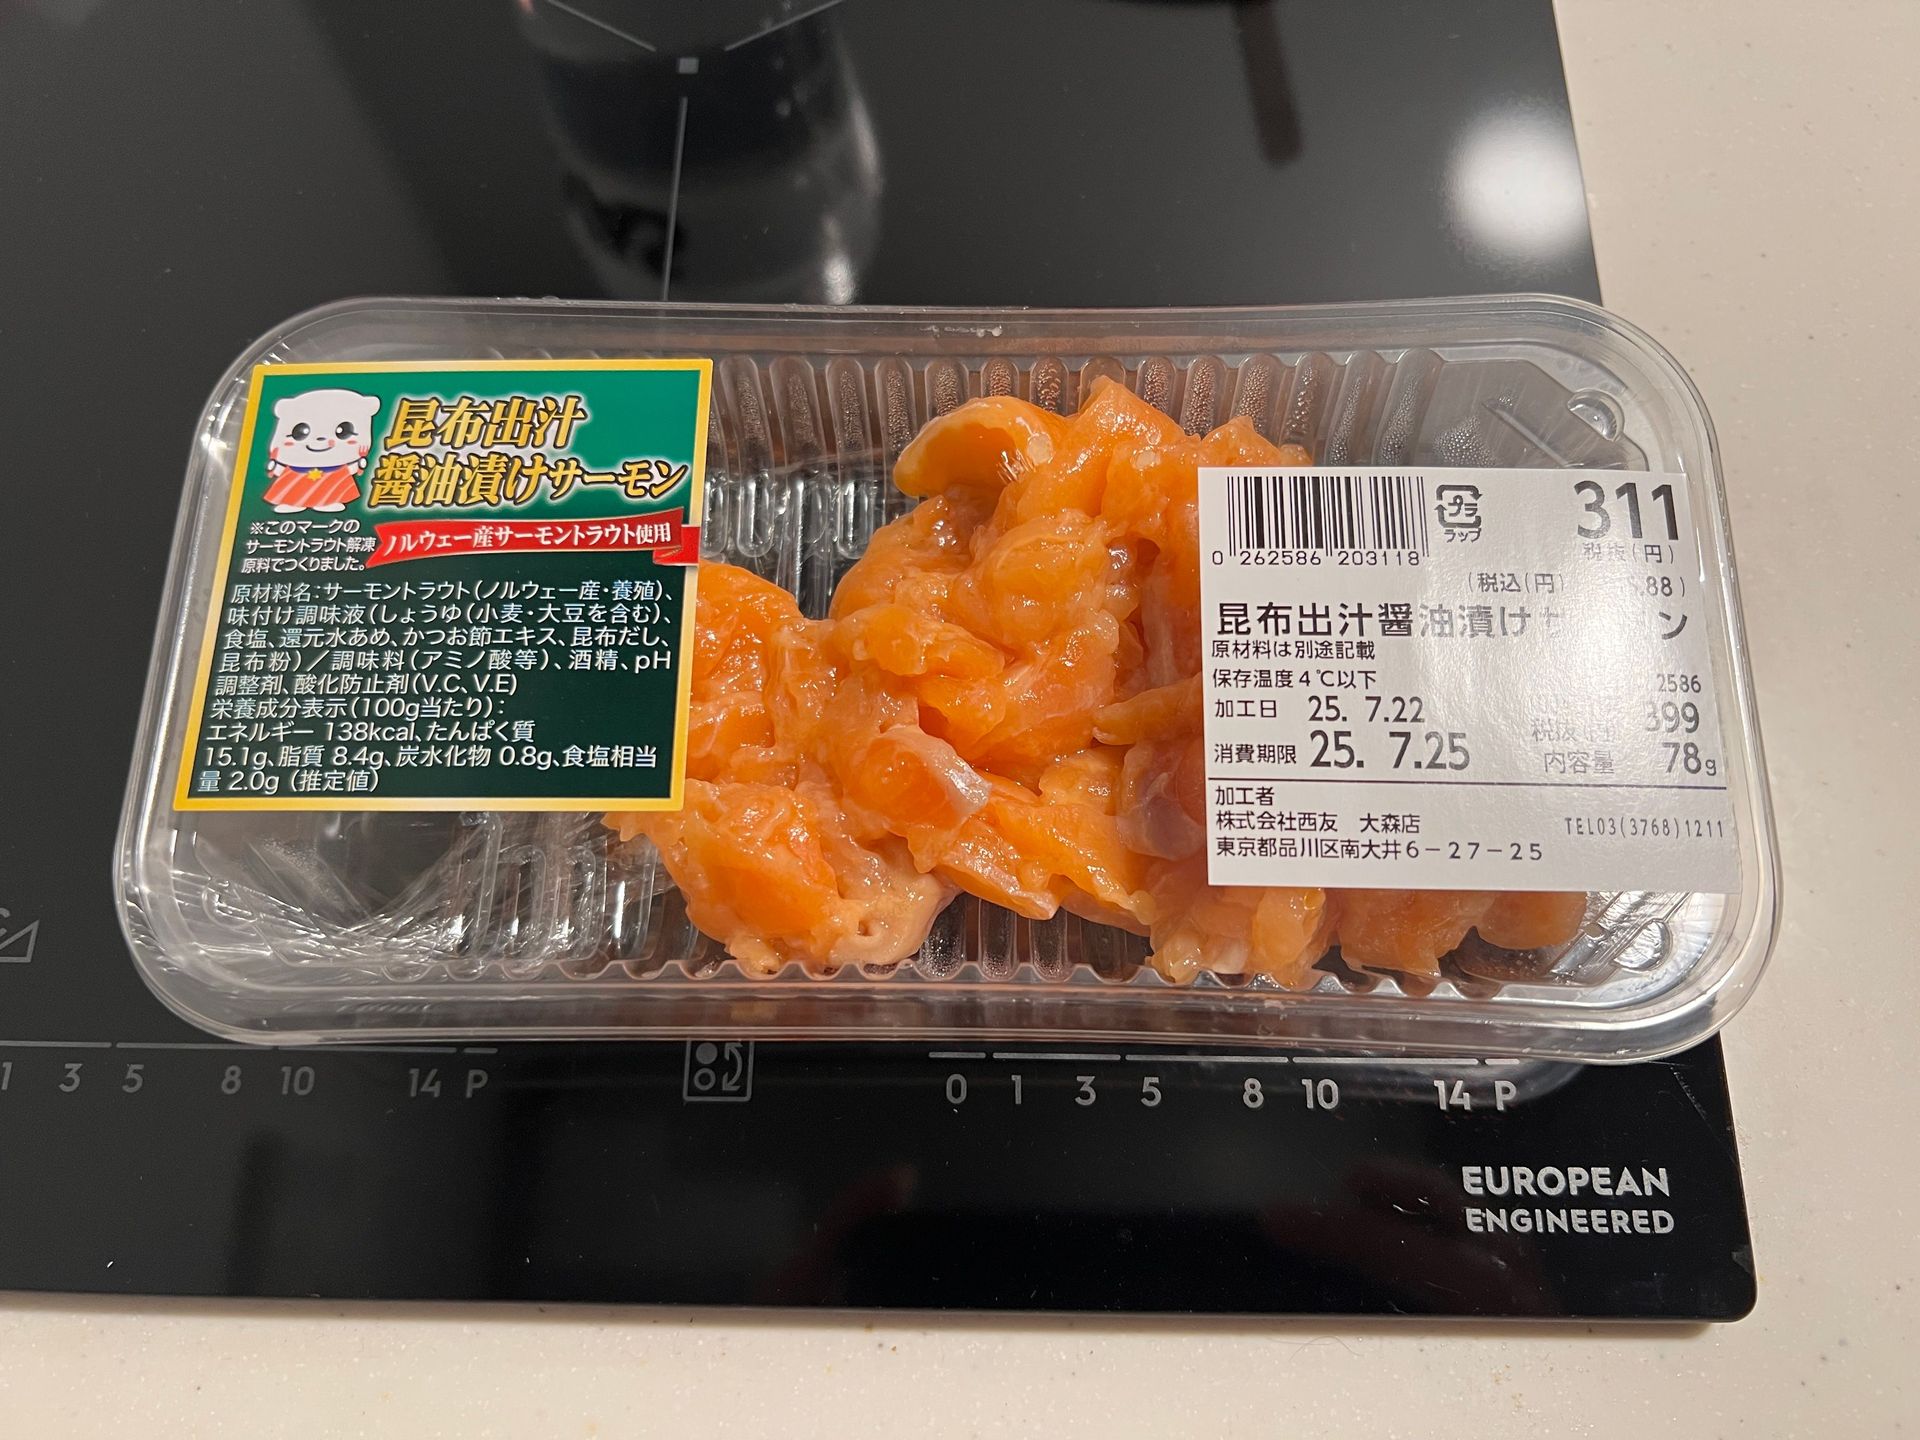 昆布出汁
醤油漬けサーモン
ノルウェー産サーモントラウト使用
※このマークの
サーモントラウト解凍
原料でつくりました。
原材料名:サーモントラウト(ノルウェー産・養殖)、
味付け調味液(しょうゆ(小麦・大豆を含む)、
食塩、還元水あめ、かつお節エキス、昆布だし、
昆布粉)/調味料(アミノ酸等)、酒精、pH
調整剤、酸化防止剤(V.C、V.E)
栄養成分表示(100g当たり):
エネルギー 138kcal、たんぱく質
15.1g、脂質 8.4g、炭水化物 0.8g、食塩相当
量 2.0g (推定値)
0 262586 203118
プラ
ラップ
311
税抜(円)
(税込(円) .88)
昆布出汁醤油漬け ン
原材料は別途記載
保存温度4℃以下
2586
加工日 25. 7.22
399
消費期限 25. 7.25
内容量 78g
加工者
株式会社西友 大森店 TEL03(3768)1211
東京都品川区南大井6-27-25
1 3 5 8 10 14 P
0 1 3 5 8 10 14 P
EUROPEAN
ENGINEERED